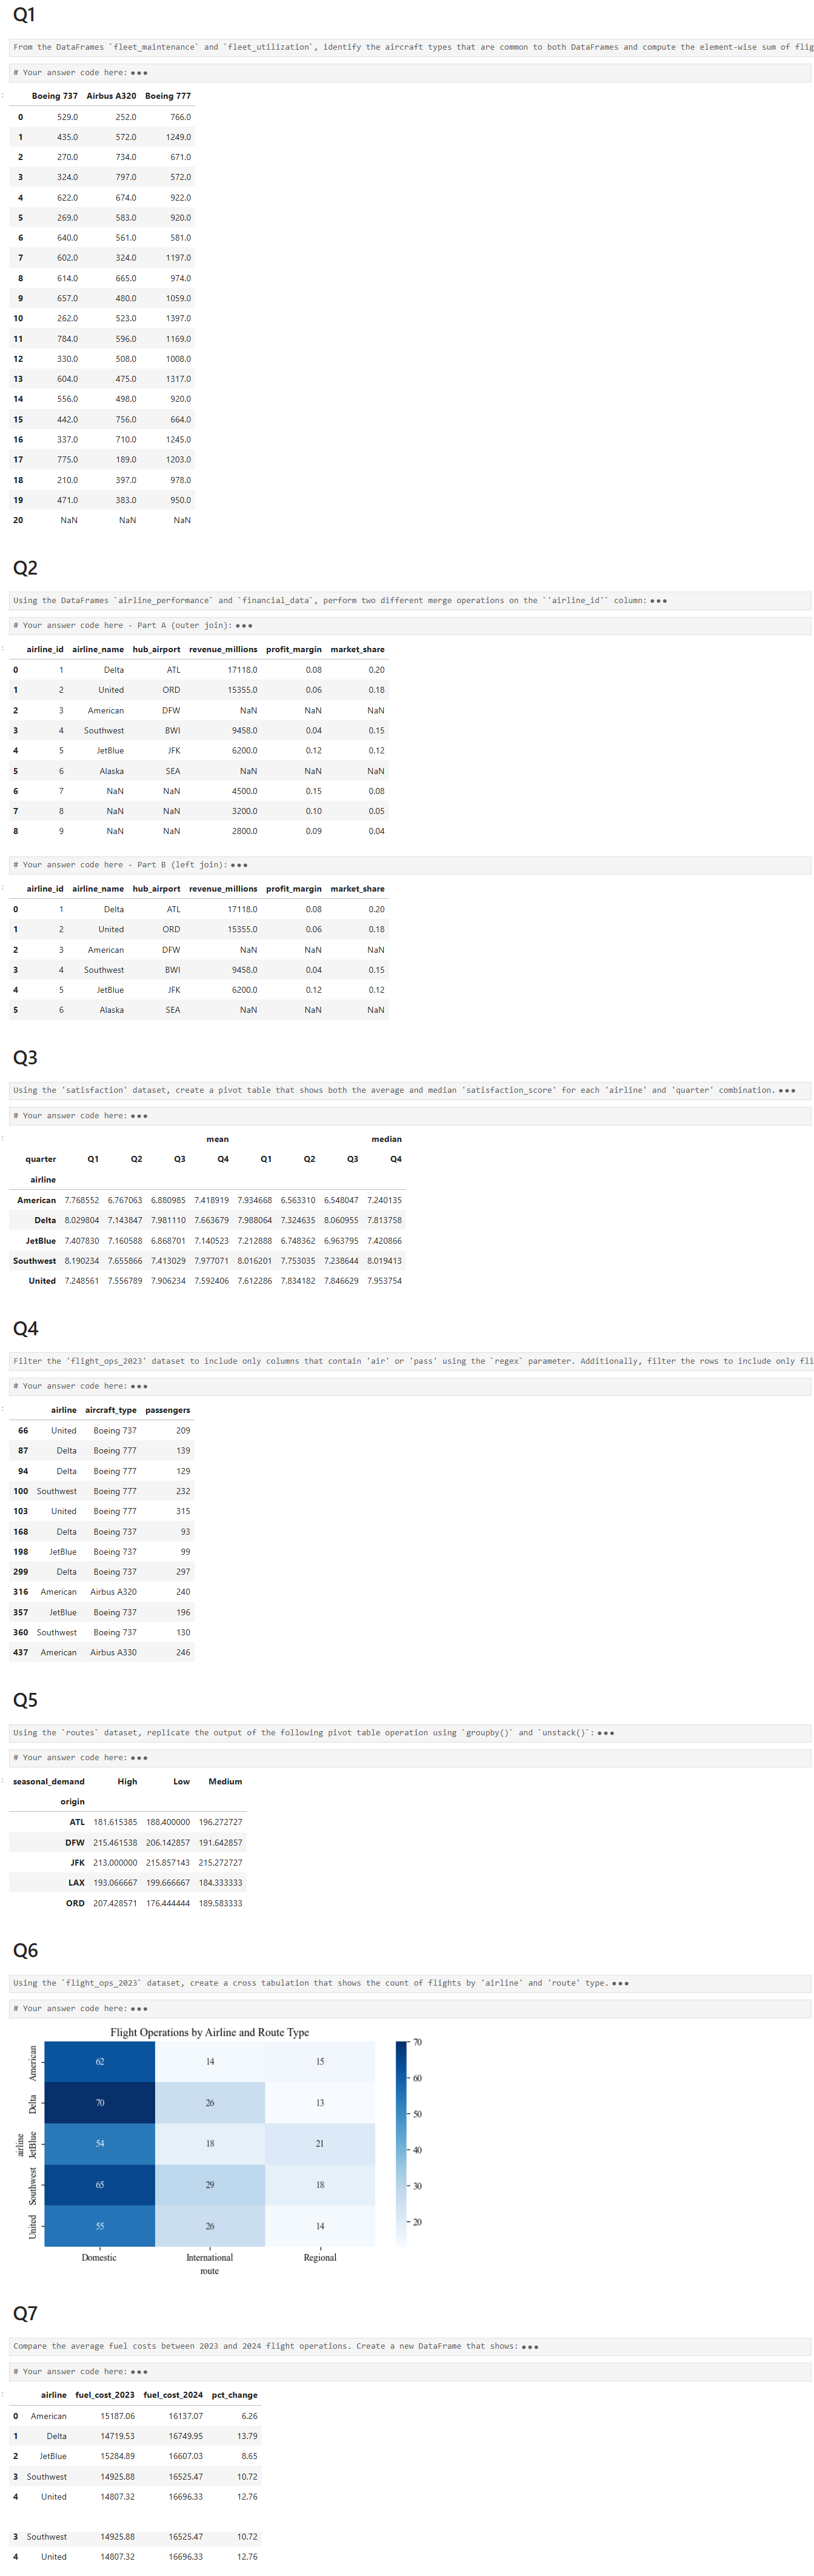 Q1
From the DataFrames `fleet_maintenance` and `fleet_utilization`, identify the aircraft types that are common to both DataFrames and compute the element-wise sum of flig
# Your answer code here: •••
: Boeing 737 Airbus A320 Boeing 777
0 529.0 252.0 766.0
1 435.0 572.0 1249.0
2 270.0 734.0 671.0
3 324.0 797.0 572.0
4 622.0 674.0 922.0
5 269.0 583.0 920.0
6 640.0 561.0 581.0
7 602.0 324.0 1197.0
8 614.0 665.0 974.0
9 657.0 480.0 1059.0
10 262.0 523.0 1397.0
11 784.0 596.0 1169.0
12 330.0 508.0 1008.0
13 604.0 475.0 1317.0
14 556.0 498.0 920.0
15 442.0 756.0 664.0
16 337.0 710.0 1245.0
17 775.0 189.0 1203.0
18 210.0 397.0 978.0
19 471.0 383.0 950.0
20 NaN NaN NaN
Q2
Using the DataFrames `airline_performance` and `financial_data`, perform two different merge operations on the `'airline_id'` column: •••
# Your answer code here - Part A (outer join): •••
: airline_id airline_name hub_airport revenue_millions profit_margin market_share
0 1 Delta ATL 17118.0 0.08 0.20
1 2 United ORD 15355.0 0.06 0.18
2 3 American DFW NaN NaN NaN
3 4 Southwest BWI 9458.0 0.04 0.15
4 5 JetBlue JFK 6200.0 0.12 0.12
5 6 Alaska SEA NaN NaN NaN
6 7 NaN NaN 4500.0 0.15 0.08
7 8 NaN NaN 3200.0 0.10 0.05
8 9 NaN NaN 2800.0 0.09 0.04
# Your answer code here - Part B (left join): •••
: airline_id airline_name hub_airport revenue_millions profit_margin market_share
0 1 Delta ATL 17118.0 0.08 0.20
1 2 United ORD 15355.0 0.06 0.18
2 3 American DFW NaN NaN NaN
3 4 Southwest BWI 9458.0 0.04 0.15
4 5 JetBlue JFK 6200.0 0.12 0.12
5 6 Alaska SEA NaN NaN NaN
Q3
Using the 'satisfaction' dataset, create a pivot table that shows both the average and median 'satisfaction_score' for each 'airline' and 'quarter' combination. •••
# Your answer code here: •••
: mean median
quarter Q1 Q2 Q3 Q4 Q1 Q2 Q3 Q4
airline
American 7.768552 6.767063 6.880985 7.418919 7.934668 6.563310 6.548047 7.240135
Delta 8.029804 7.143847 7.981110 7.663679 7.988064 7.324635 8.060955 7.813758
JetBlue 7.407830 7.160588 6.868701 7.140523 7.212888 6.748362 6.963795 7.420866
Southwest 8.190234 7.655866 7.413029 7.977071 8.016201 7.753035 7.238644 8.019413
United 7.248561 7.556789 7.906234 7.592406 7.612286 7.834182 7.846629 7.953754
Q4
Filter the 'flight_ops_2023' dataset to include only columns that contain 'air' or 'pass' using the `regex` parameter. Additionally, filter the rows to include only fli
# Your answer code here: •••
: airline aircraft_type passengers
66 United Boeing 737 209
87 Delta Boeing 777 139
94 Delta Boeing 777 129
100 Southwest Boeing 777 232
103 United Boeing 777 315
168 Delta Boeing 737 93
198 JetBlue Boeing 737 99
299 Delta Boeing 737 297
316 American Airbus A320 240
357 JetBlue Boeing 737 196
360 Southwest Boeing 737 130
437 American Airbus A330 246
Q5
Using the `routes` dataset, replicate the output of the following pivot table operation using `groupby()` and `unstack()`: •••
# Your answer code here: •••
: seasonal_demand High Low Medium
origin
ATL 181.615385 188.400000 196.272727
DFW 215.461538 206.142857 191.642857
JFK 213.000000 215.857143 215.272727
LAX 193.066667 199.666667 184.333333
ORD 207.428571 176.444444 189.583333
Q6
Using the `flight_ops_2023` dataset, create a cross tabulation that shows the count of flights by 'airline' and 'route' type. •••
# Your answer code here: •••
Flight Operations by Airline and Route Type
American 62 14 15
Delta 70 26 13
JetBlue 54 18 21
Southwest 65 29 18
United 55 26 14
airline
Domestic International Regional
route
70
60
50
40
30
20
Q7
Compare the average fuel costs between 2023 and 2024 flight operations. Create a new DataFrame that shows: •••
# Your answer code here: •••
: airline fuel_cost_2023 fuel_cost_2024 pct_change
0 American 15187.06 16137.07 6.26
1 Delta 14719.53 16749.95 13.79
2 JetBlue 15284.89 16607.03 8.65
3 Southwest 14925.88 16525.47 10.72
4 United 14807.32 16696.33 12.76
3 Southwest 14925.88 16525.47 10.72
4 United 14807.32 16696.33 12.76